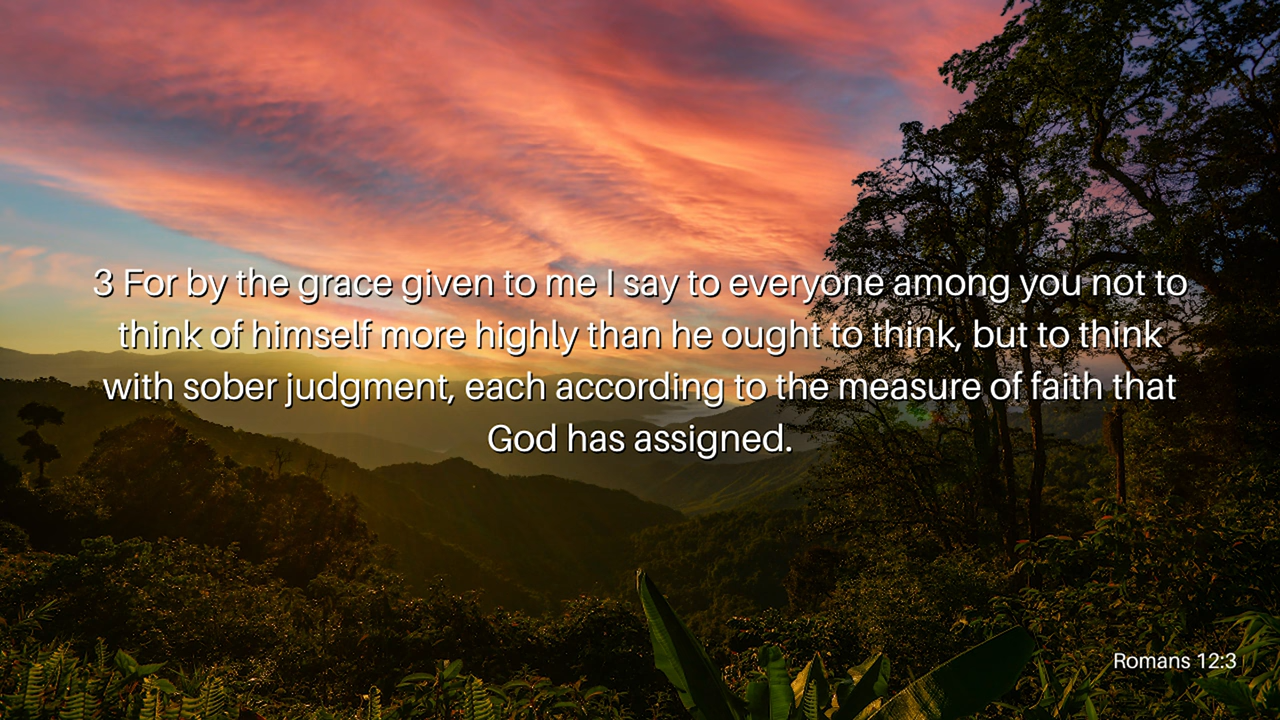 3 For by the grace given to me I say to everyone among you not to
think of himself more highly than he ought to think, but to think
with sober judgment, each according to the measure of faith that
God has assigned.
Romans 12:3